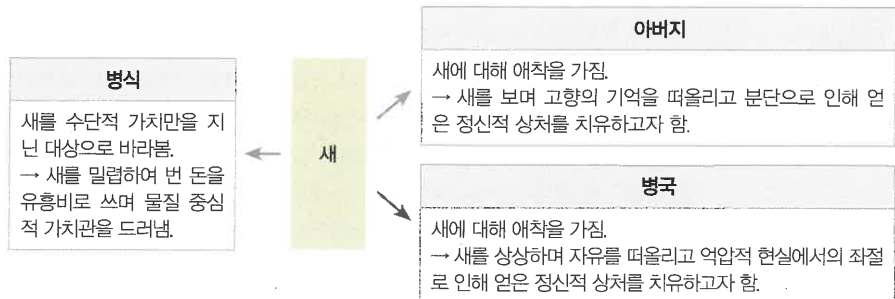 병식
새를 수단적 가치만을 지
닌 대상으로 바라봄.
→ 새를 밀렵하여 번 돈을
유흥비로 쓰며 물질 중심
적 가치관을 드러냄.
새
아버지
새에 대해 애착을 가짐.
→ 새를 보며 고향의 기억을 떠올리고 분단으로 인해 얻
은 정신적 상처를 치유하고자 함.
병국
새에 대해 애착을 가짐.
→ 새를 상상하며 자유를 떠올리고 억압적 현실에서의 좌절
로 인해 얻은 정신적 상처를 치유하고자 함.